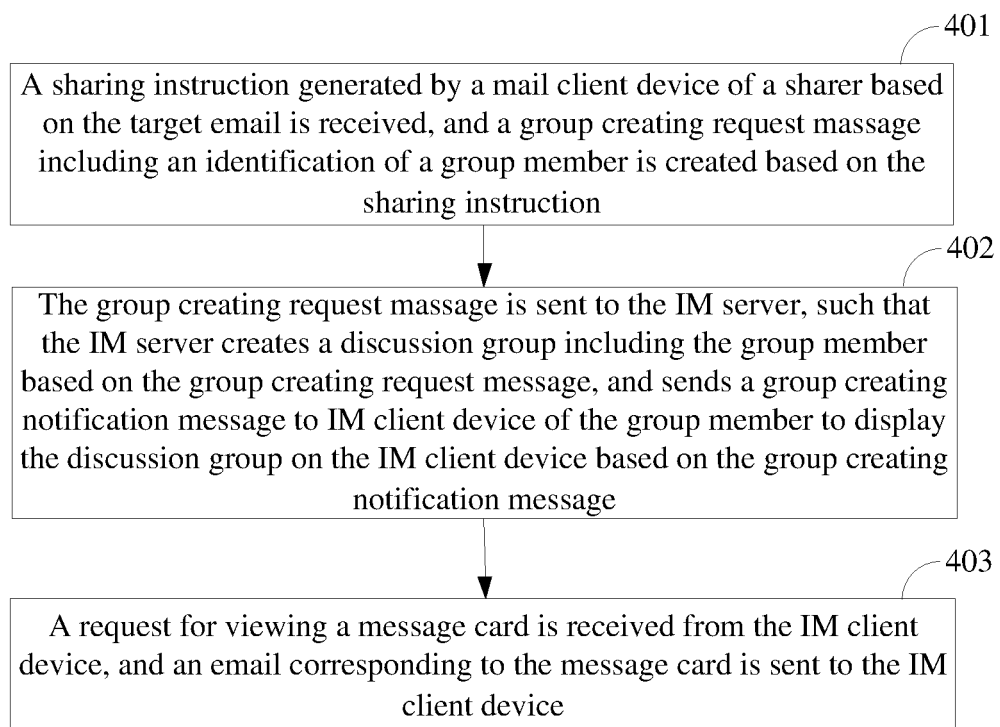 401
A sharing instruction generated by a mail client device of a sharer based
on the target email is received, and a group creating request massage
including an identification of a group member is created based on the
sharing instruction
402
The group creating request massage is sent to the IM server, such that
the IM server creates a discussion group including the group member
based on the group creating request message, and sends a group creating
notification message to IM client device of the group member to display
the discussion group on the IM client device based on the group creating
notification message
403
A request for viewing a message card is received from the IM client
device, and an email corresponding to the message card is sent to the IM
client device